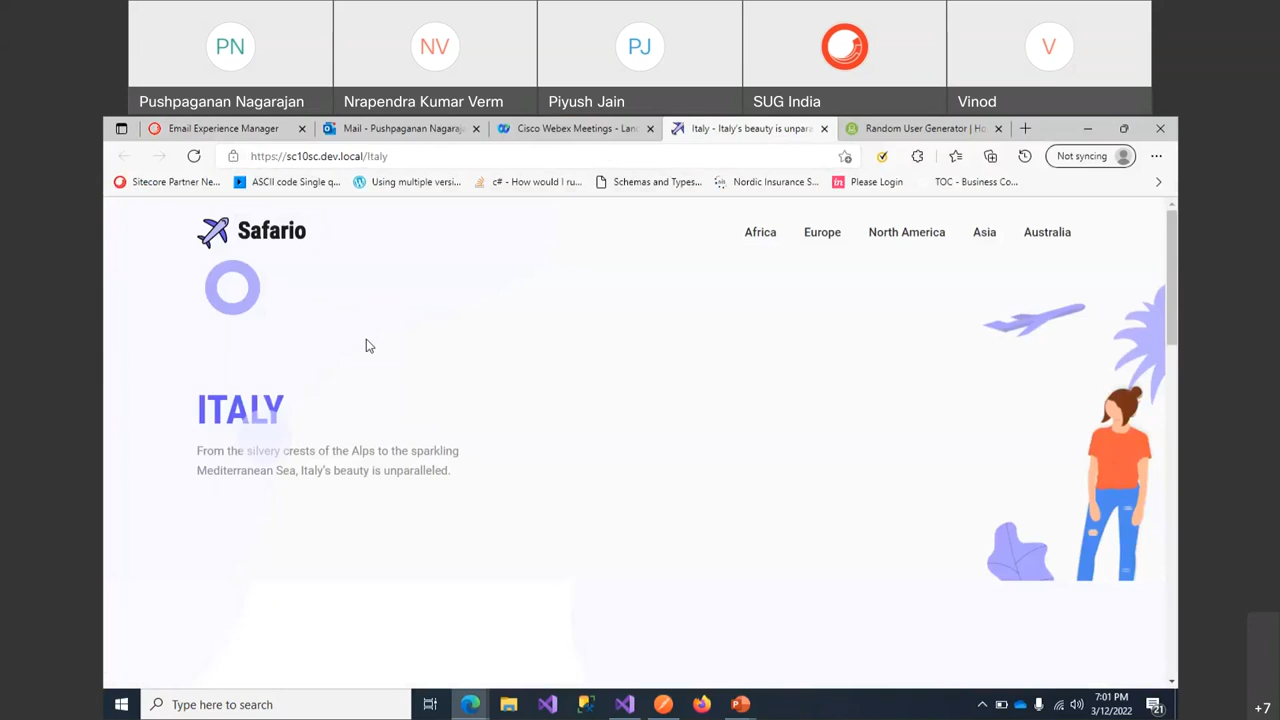 PN
NV
PJ
V
Pushpaganan Nagarajan
Nrapendra Kumar Verm
Piyush Jain
SUG India
Vinod
Email Experience Manager
Mail - Pushpaganan Nagaraj
Cisco Webex Meetings - Lan
Italy - Italy's beauty is unpara
Random User Generator | Ho
https://sc10sc.dev.local/Italy
Not syncing
Sitecore Partner Ne...
ASCII code Single q...
Using multiple versi...
c# - How would I ru...
Schemas and Types...
Nordic Insurance S...
Please Login
TOC - Business Co...
Safario
Africa
Europe
North America
Asia
Australia
ITALY
From the silvery crests of the Alps to the sparkling
Mediterranean Sea, Italy's beauty is unparalleled.
Type here to search
7:01 PM
3/12/2022
21
+7